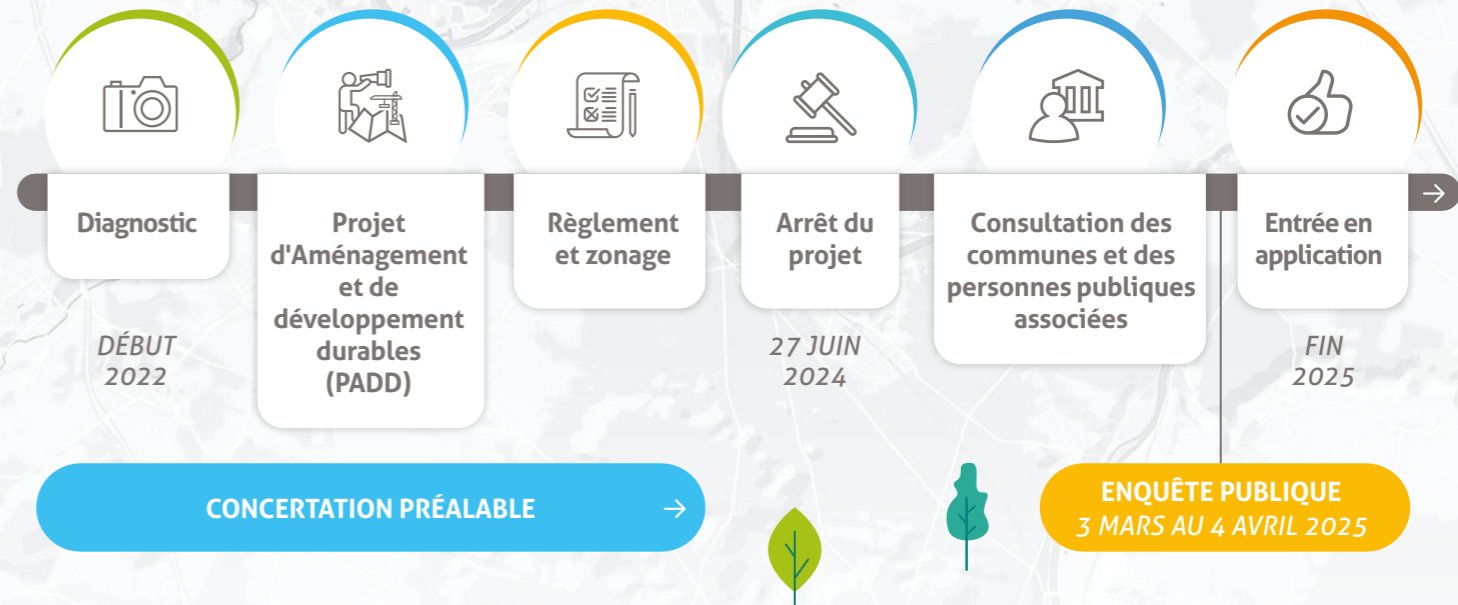 Diagnostic
DÉBUT
2022
Projet
d'Aménagement
et de
développement
durables
(PADD)
Règlement
et zonage
Arrêt du
projet
27 JUIN
2024
Consultation des
communes et des
personnes publiques
associées
Entrée en
application
FIN
2025
CONCERTATION PRÉALABLE
ENQUÊTE PUBLIQUE
3 MARS AU 4 AVRIL 2025